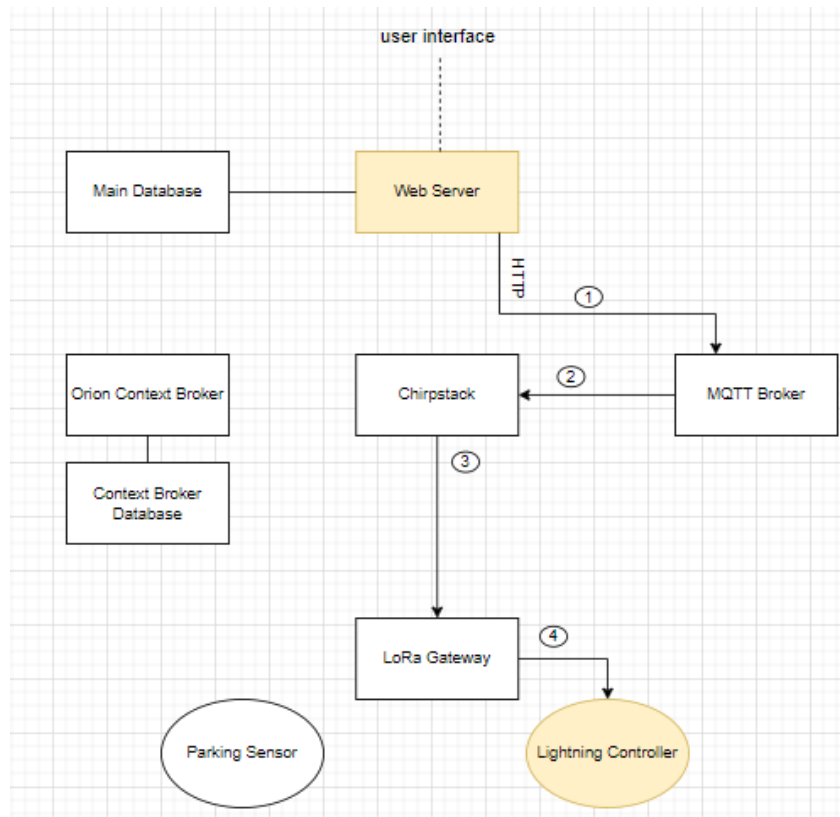 user interface
Main Database
Web Server
HTTP
1
Orion Context Broker
Chirpstack
2
MQTT Broker
3
Context Broker
Database
LoRa Gateway
4
Parking Sensor
Lightning Controller